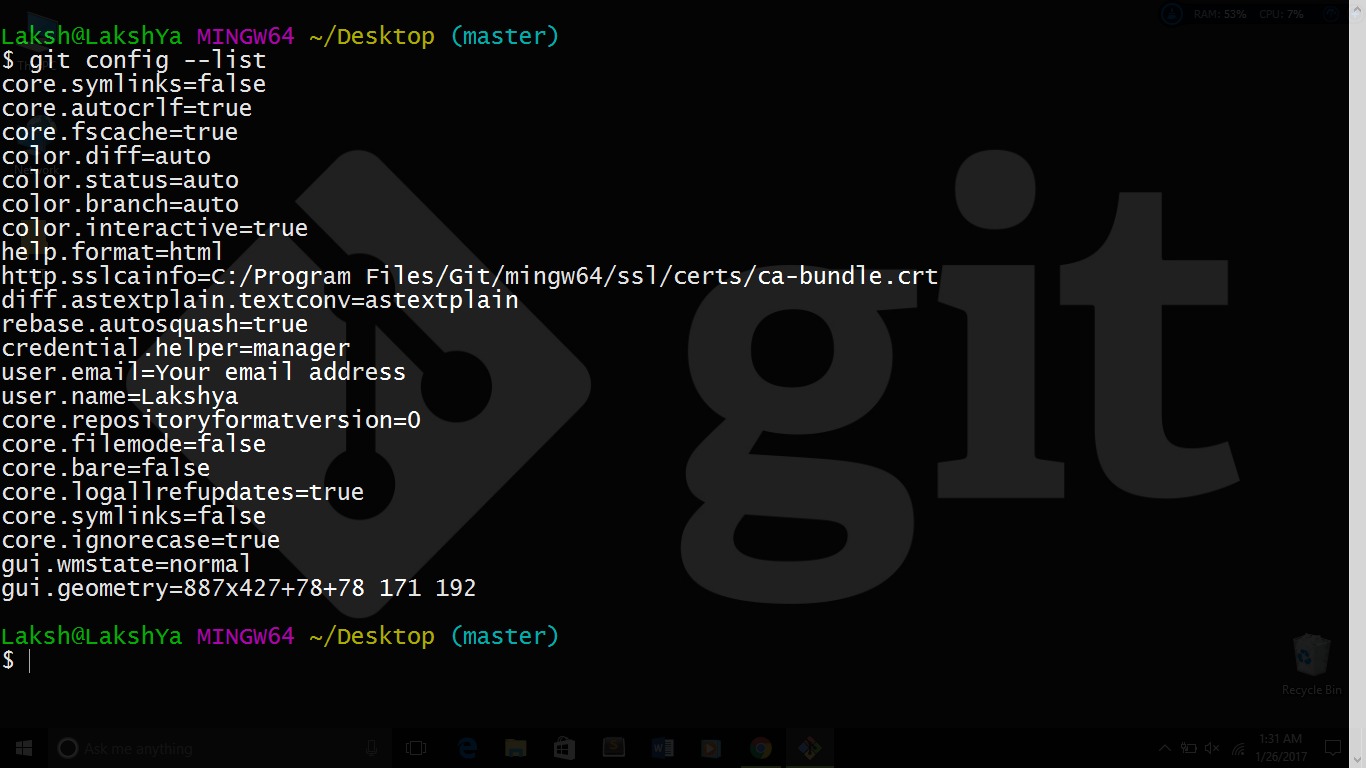 RAM: 53% CPU: 7%
Laksh@LakshYa MINGW64 ~/Desktop (master)
$ git config --list
core.symlinks=false
core.autocrlf=true
core.fscache=true
color.diff=auto
color.status=auto
color.branch=auto
color.interactive=true
help.format=html
http.sslcainfo=C:/Program Files/Git/mingw64/ssl/certs/ca-bundle.crt
diff.astextplain.textconv=astextplain
rebase.autosquash=true
credential.helper=manager
user.email=Your email address
user.name=Lakshya
core.repositoryformatversion=0
core.filemode=false
core.bare=false
core.logallrefupdates=true
core.symlinks=false
core.ignorecase=true
gui.wmstate=normal
gui.geometry=887x427+78+78 171 192
git
Laksh@LakshYa MINGW64 ~/Desktop (master)
$
Recycle Bin
Ask me anything
1:31 AM
1/26/2017